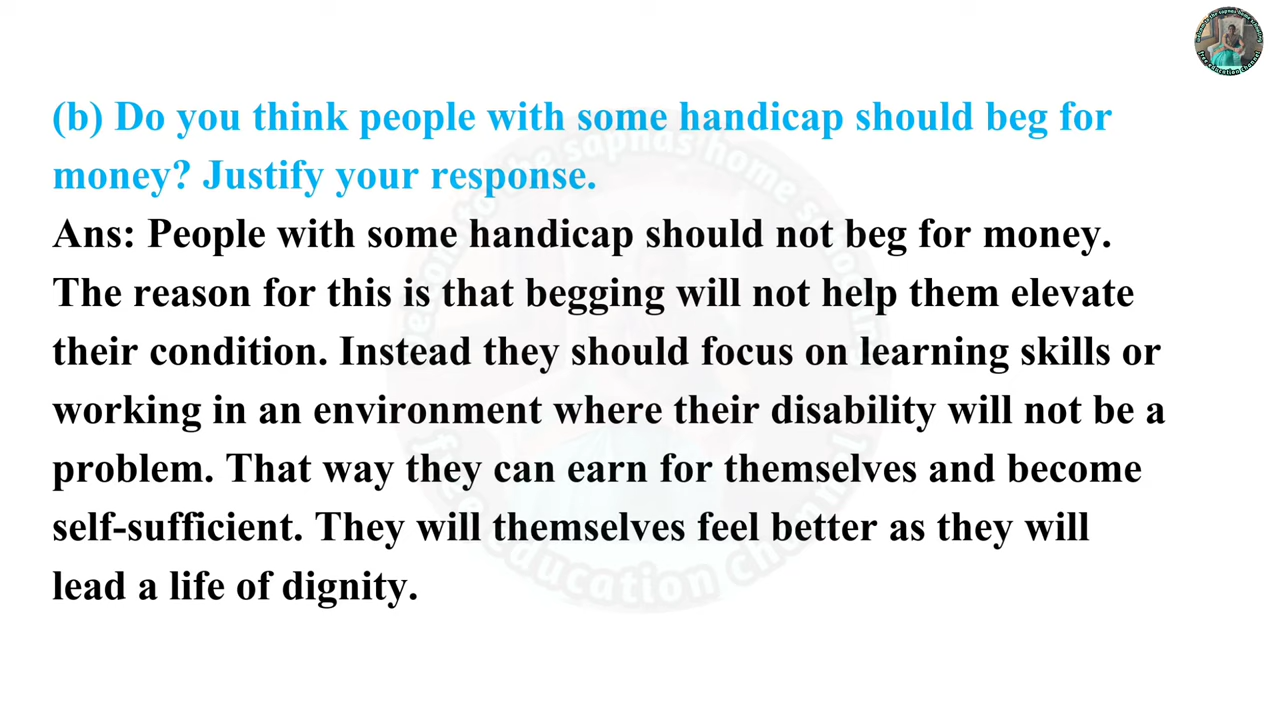 (b) Do you think people with some handicap should beg for
money? Justify your response.
Ans: People with some handicap should not beg for money.
The reason for this is that begging will not help them elevate
their condition. Instead they should focus on learning skills or
working in an environment where their disability will not be a
problem. That way they can earn for themselves and become
self-sufficient. They will themselves feel better as they will
lead a life of dignity.